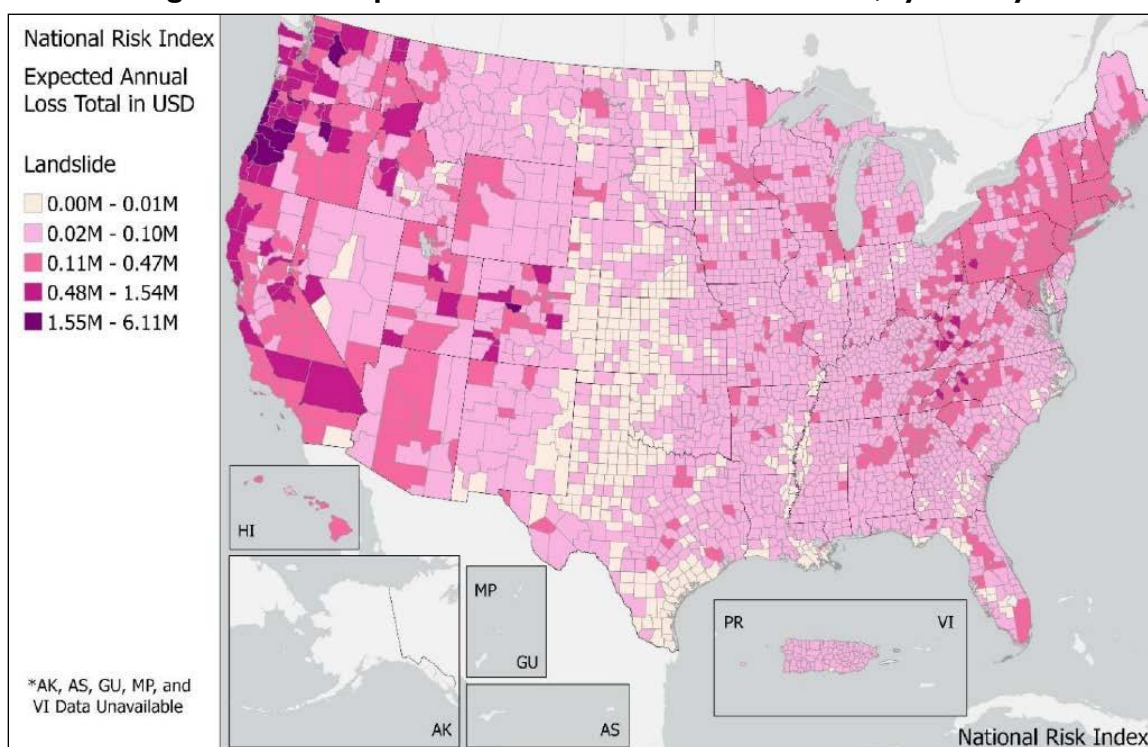 National Risk Index
Expected Annual
Loss Total in USD
Landslide
0.00M - 0.01M
0.02M - 0.10M
0.11M - 0.47M
0.48M - 1.54M
1.55M - 6.11M
HI
MP
GU
PR
VI
*AK, AS, GU, MP, and
VI Data Unavailable
AK
AS
National Risk Index